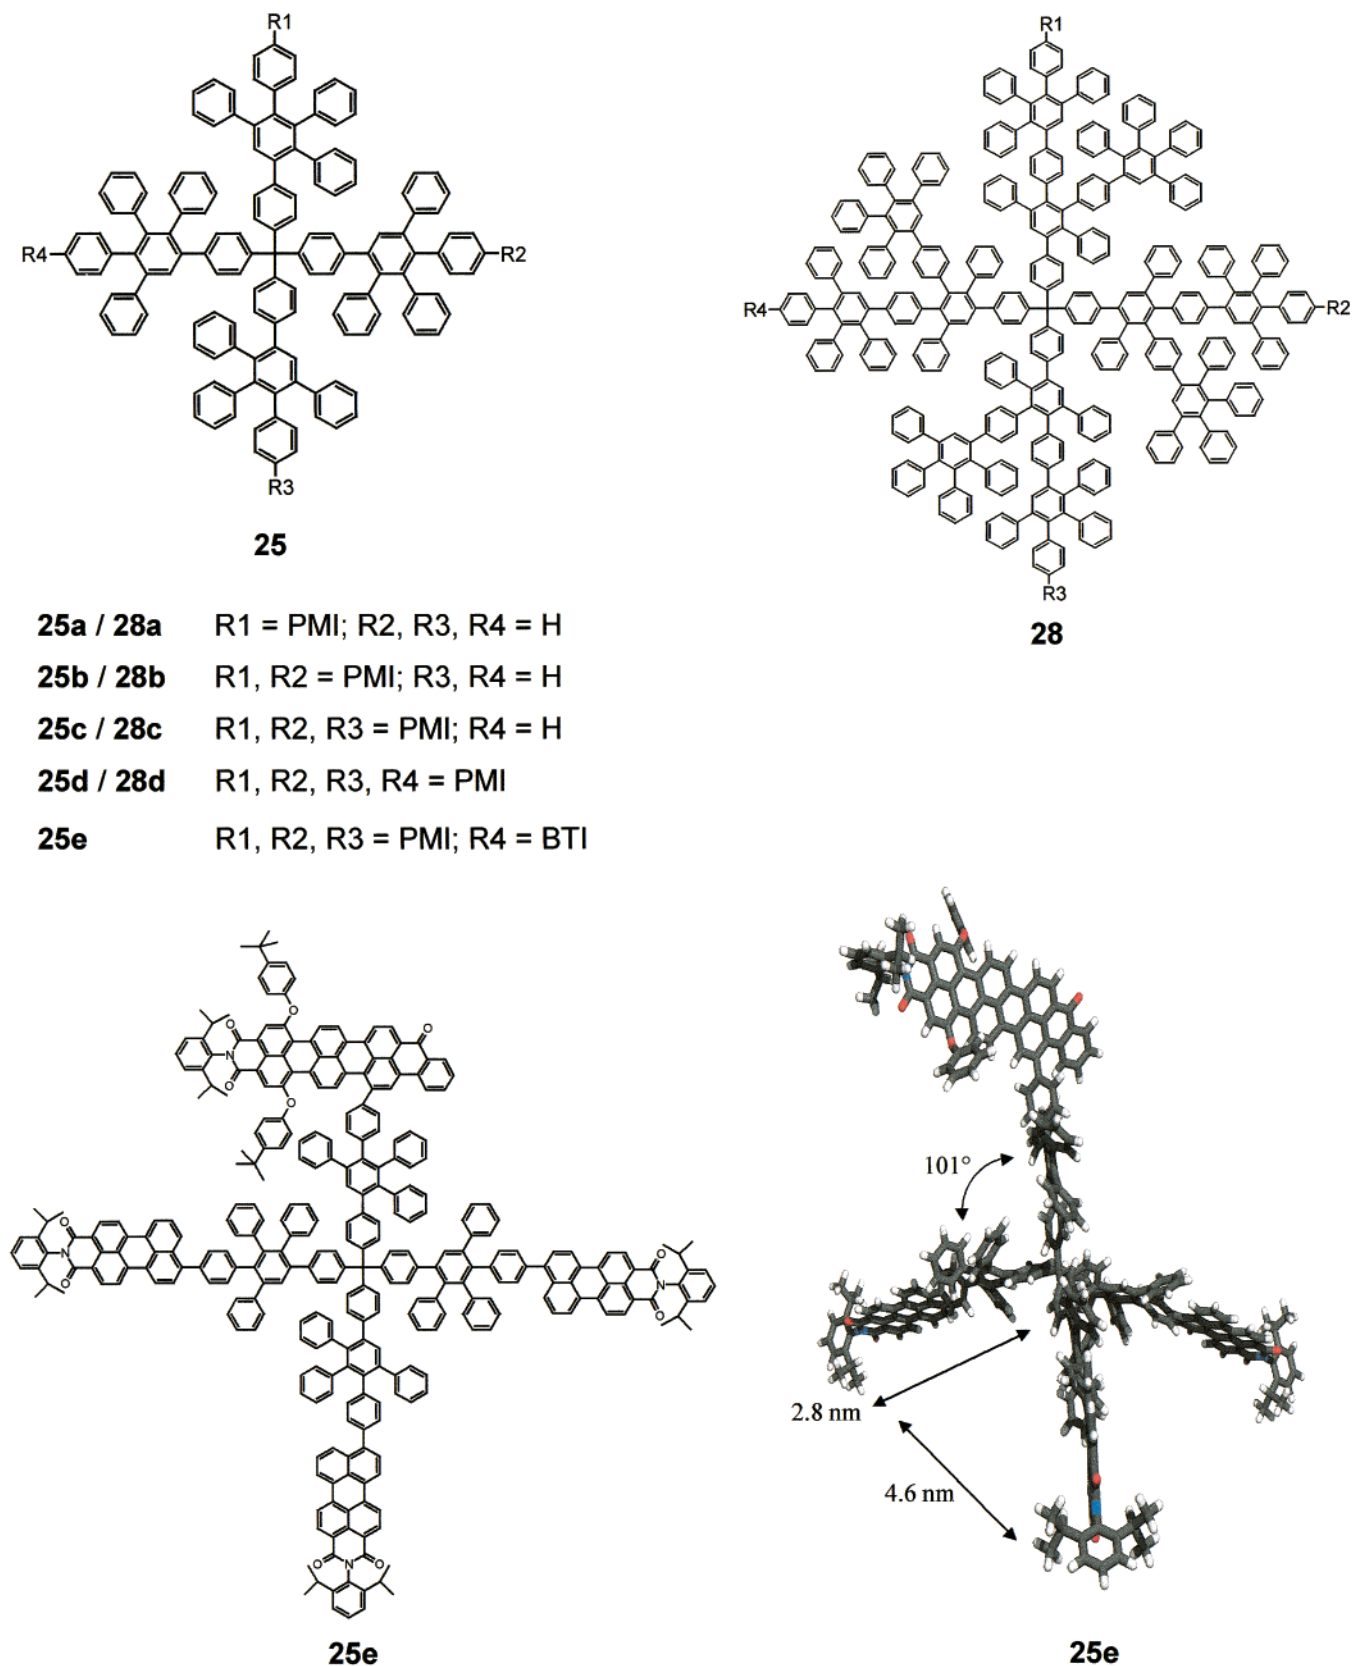 R1
R4
R2
R3
25
R1
R4
R2
R3
28
25a / 28a R1 = PMI; R2, R3, R4 = H
25b / 28b R1, R2 = PMI; R3, R4 = H
25c / 28c R1, R2, R3 = PMI; R4 = H
25d / 28d R1, R2, R3, R4 = PMI
25e R1, R2, R3 = PMI; R4 = BTI
O
O
N
O
O
O
O
N
O
O
N
O
O
N
O
25e
101°
2.8 nm
4.6 nm
25e